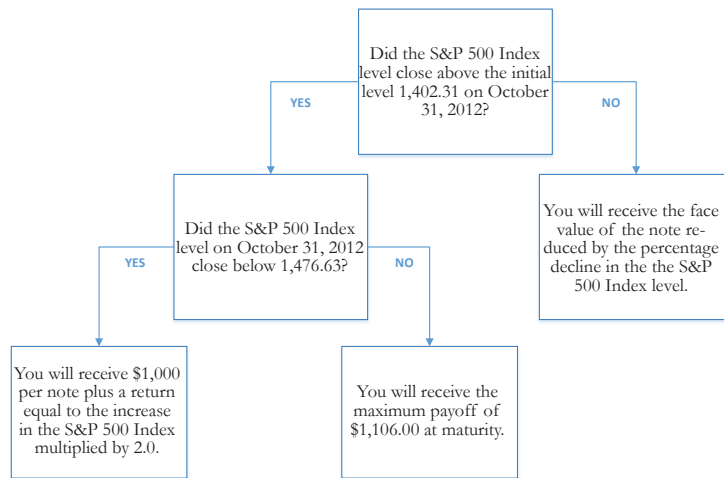 Did the S&P 500 Index
level close above the initial
level 1,402.31 on October
31, 2012?
YES
NO
Did the S&P 500 Index
level on October 31, 2012
close below 1,476.63?
You will receive the face
value of the note re-
duced by the percentage
decline in the the S&P
500 Index level.
YES
NO
You will receive $1,000
per note plus a return
equal to the increase
in the S&P 500 Index
multiplied by 2.0.
You will receive the
maximum payoff of
$1,106.00 at maturity.